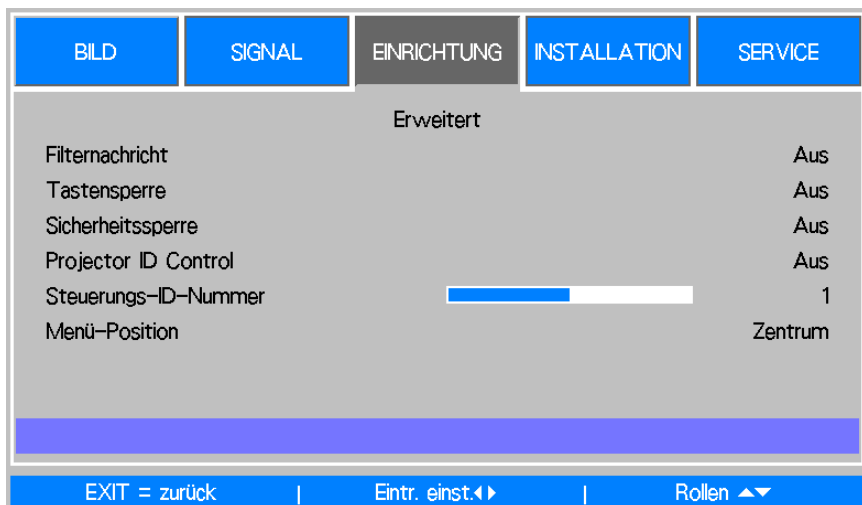 BILD SIGNAL EINRICHTUNG INSTALLATION SERVICE
Erweitert
Filternachricht Aus
Tastensperre Aus
Sicherheitssperre Aus
Projector ID Control Aus
Steuerungs-ID-Nummer 1
Menü-Position Zentrum
EXIT = zurück | Eintr. einst.◀▶ | Rollen ▲▼